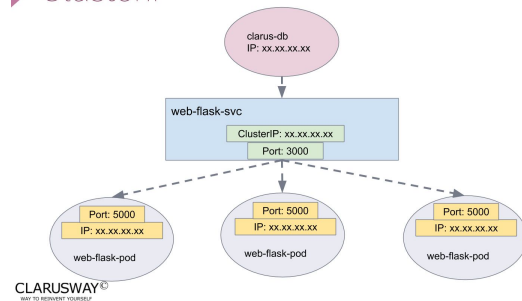 clarus-db
IP: xx.xx.xx.xx
web-flask-svc
ClusterIP: xx.xx.xx.xx
Port: 3000
Port: 5000
IP: xx.xx.xx.xx
web-flask-pod
Port: 5000
IP: xx.xx.xx.xx
web-flask-pod
Port: 5000
IP: xx.xx.xx.xx
web-flask-pod
CLARUSWAY©
WAY TO REINVENT YOURSELF